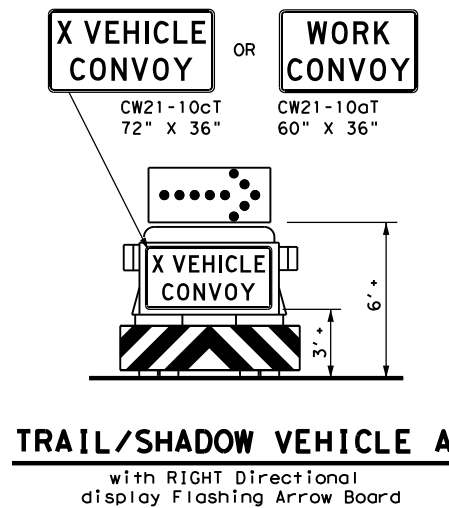 X VEHICLE
CONVOY
OR
WORK
CONVOY
CW21-10cT
72" X 36"
CW21-10aT
60" X 36"
X VEHICLE
CONVOY
6'+
3'+
TRAIL/SHADOW VEHICLE A
with RIGHT Directional
display Flashing Arrow Board